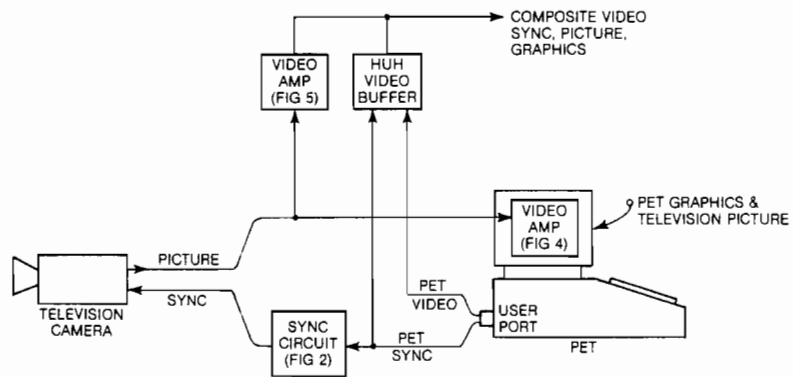 COMPOSITE VIDEO
SYNC, PICTURE,
GRAPHICS
VIDEO
AMP
(FIG 5)
HUH
VIDEO
BUFFER
VIDEO
AMP
(FIG 4)
PET GRAPHICS &
TELEVISION PICTURE
PICTURE
SYNC
TELEVISION
CAMERA
SYNC
CIRCUIT
(FIG 2)
PET
VIDEO
PET
SYNC
USER
PORT
PET